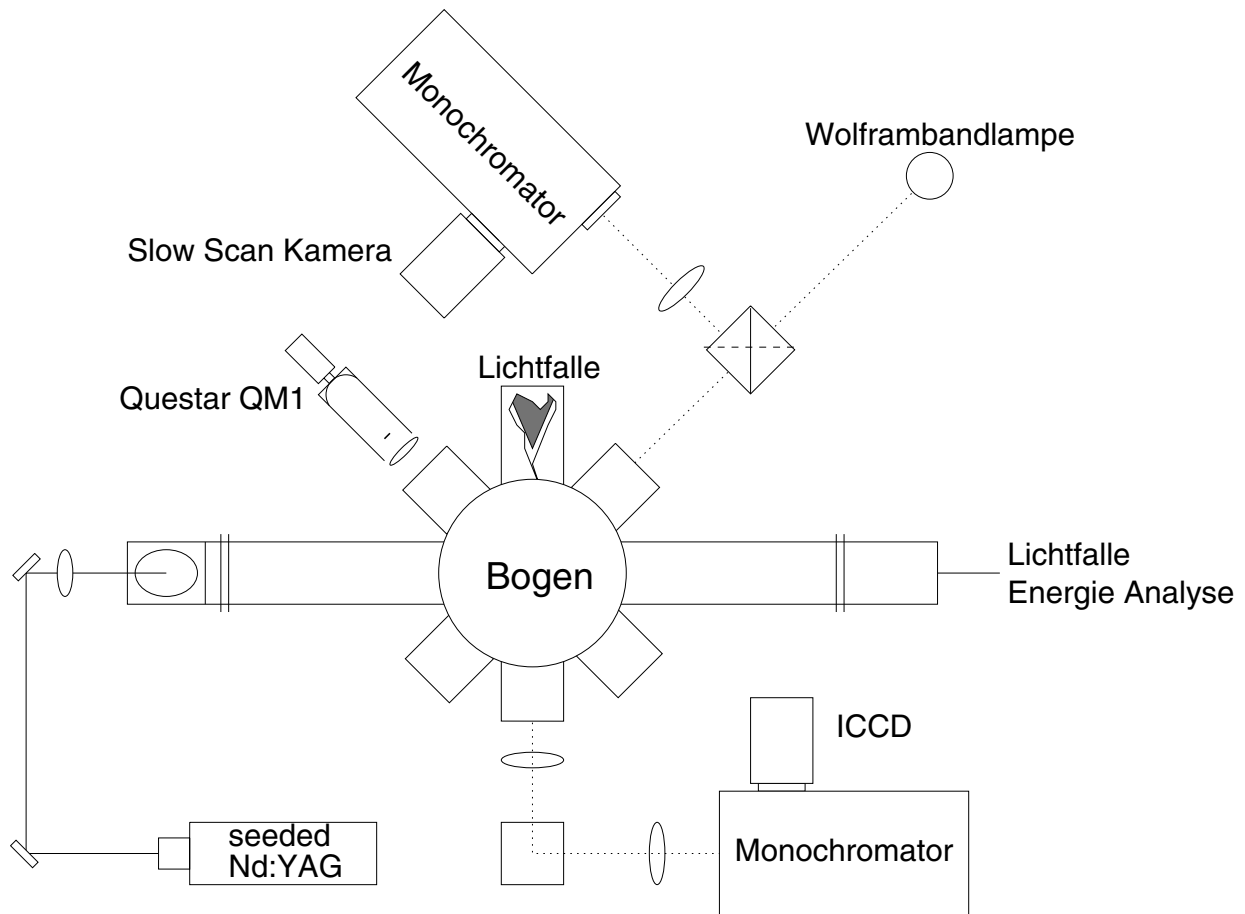 Monochromator
Wolframbandlampe
Slow Scan Kamera
Lichtfalle
Questar QM1
Bogen
Lichtfalle
Energie Analyse
ICCD
seeded
Nd:YAG
Monochromator